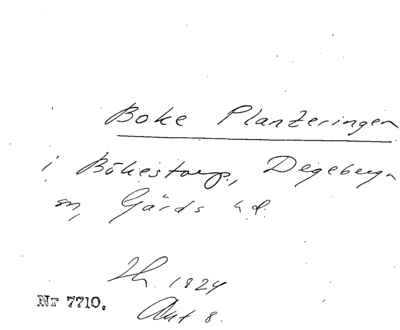 Boke Planteringen
i Bökestorp, Degeberga
sn, Gärds hd.
1924
Nr 7710.
8.